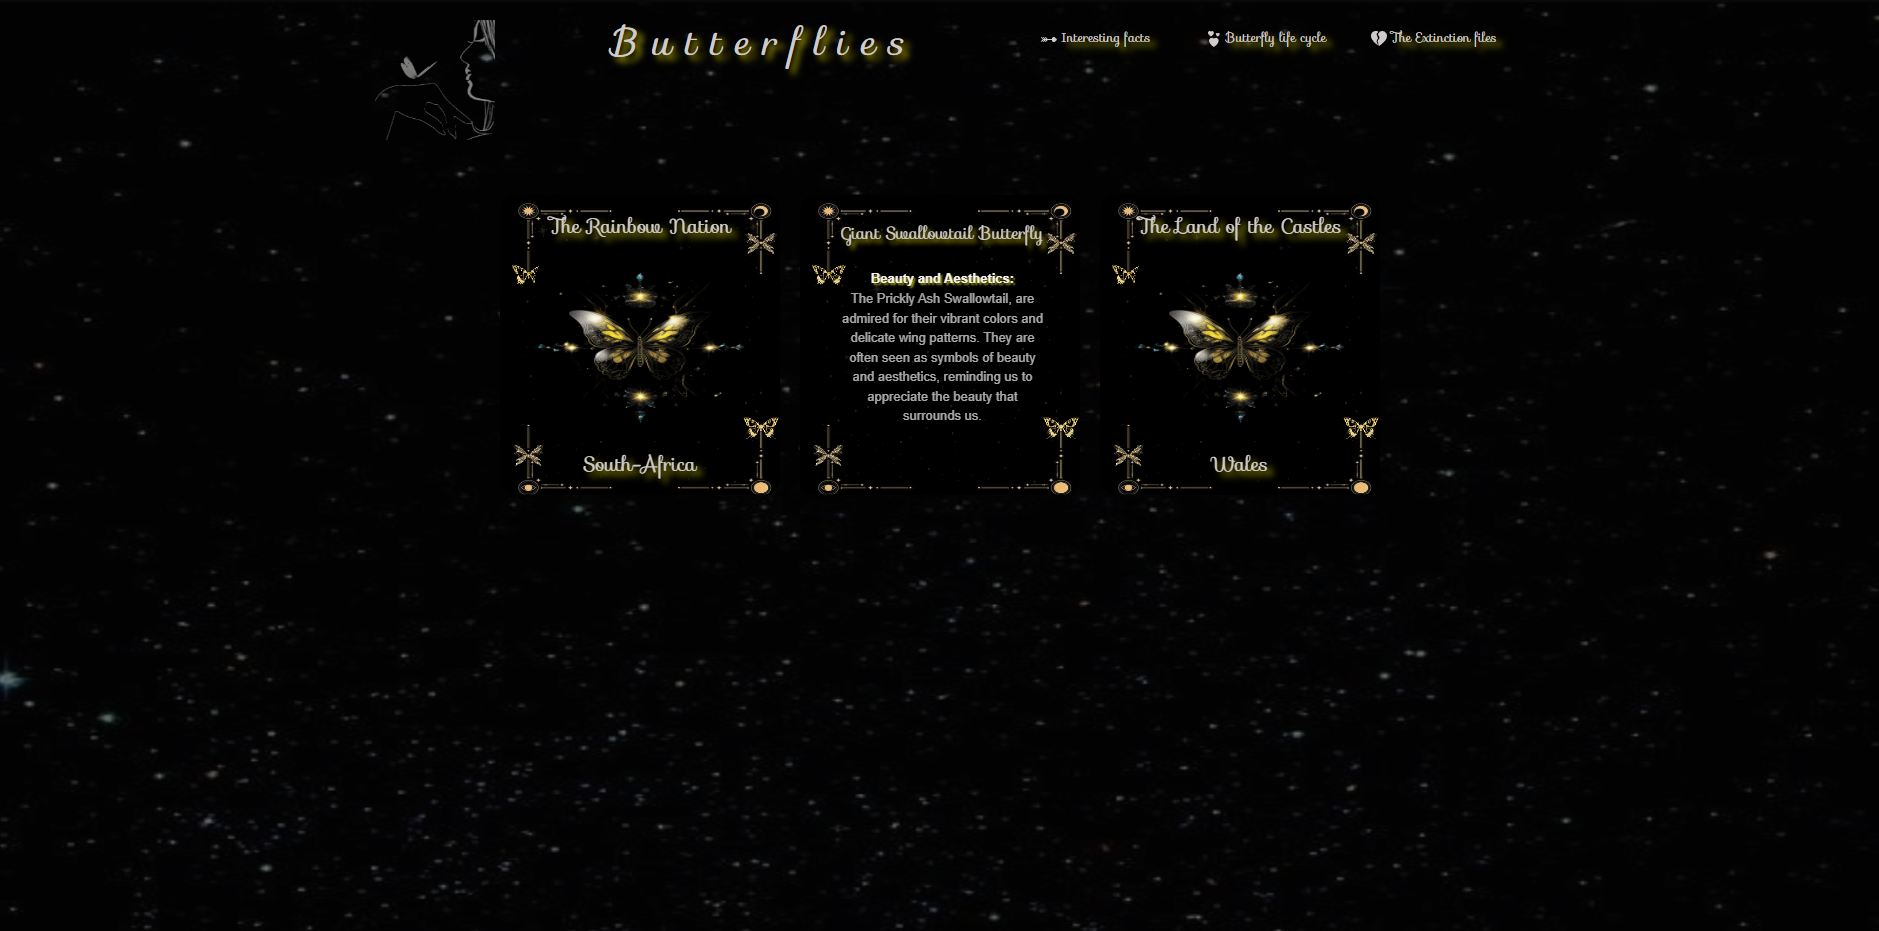 Butterflies
Interesting facts
Butterfly life cycle
The Extinction files
The Rainbow Nation
South-Africa
Giant Swallowtail Butterfly
Beauty and Aesthetics:
The Prickly Ash Swallowtail, are
admired for their vibrant colors and
delicate wing patterns. They are
often seen as symbols of beauty
and aesthetics, reminding us to
appreciate the beauty that
surrounds us.
The Land of the Castles
Wales